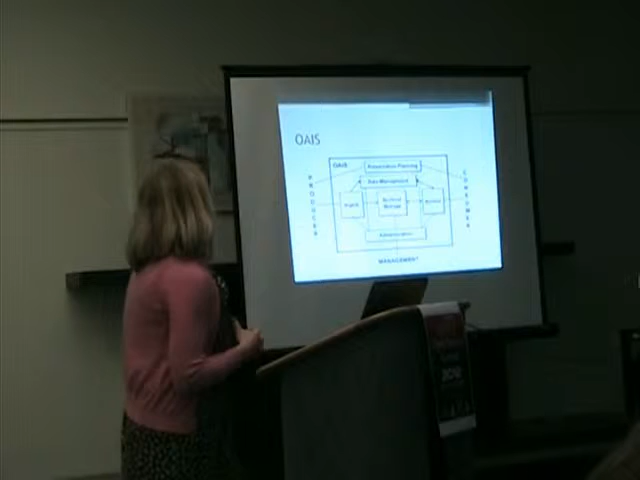 OAIS
OAIS
Preservation Planning
PRODUCER
Data Management
CONSUMER
Ingest
Archival
Storage
Access
Administration
MANAGEMENT